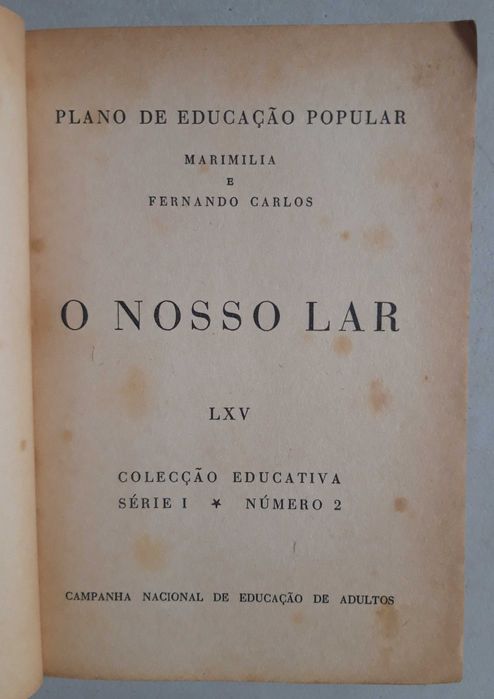 PLANO DE EDUCAÇÃO POPULAR
MARIMILIA
E
FERNANDO CARLOS
O NOSSO LAR
LXV
COLECÇÃO EDUCATIVA
SÉRIE I ★ NÚMERO 2
CAMPANHA NACIONAL DE EDUCAÇÃO DE ADULTOS